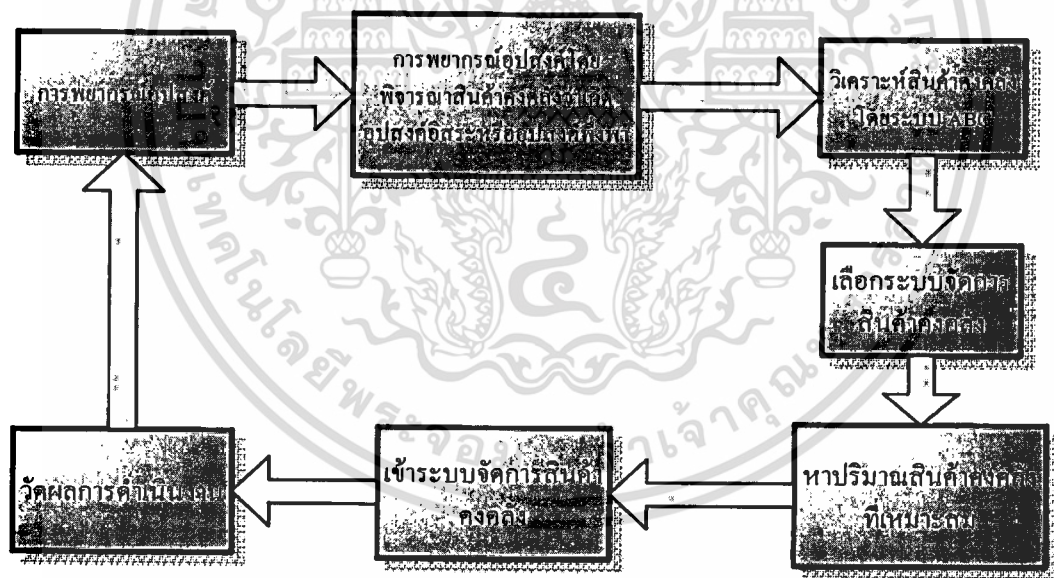 การพยากรณ์อุปสงค์
การพยากรณ์อุปสงค์โดย
พิจารณาสินค้าคงคลังว่าเป็น
อุปสงค์อิสระหรืออุปสงค์พึ่งพา
วิเคราะห์สินค้าคงคลัง
โดยระบบ ABC
เลือกระบบจัดการ
สินค้าคงคลัง
หาปริมาณสินค้าคงคลัง
ที่เหมาะสม
เข้าระบบจัดการสินค้า
คงคลัง
วัดผลการดำเนินงาน